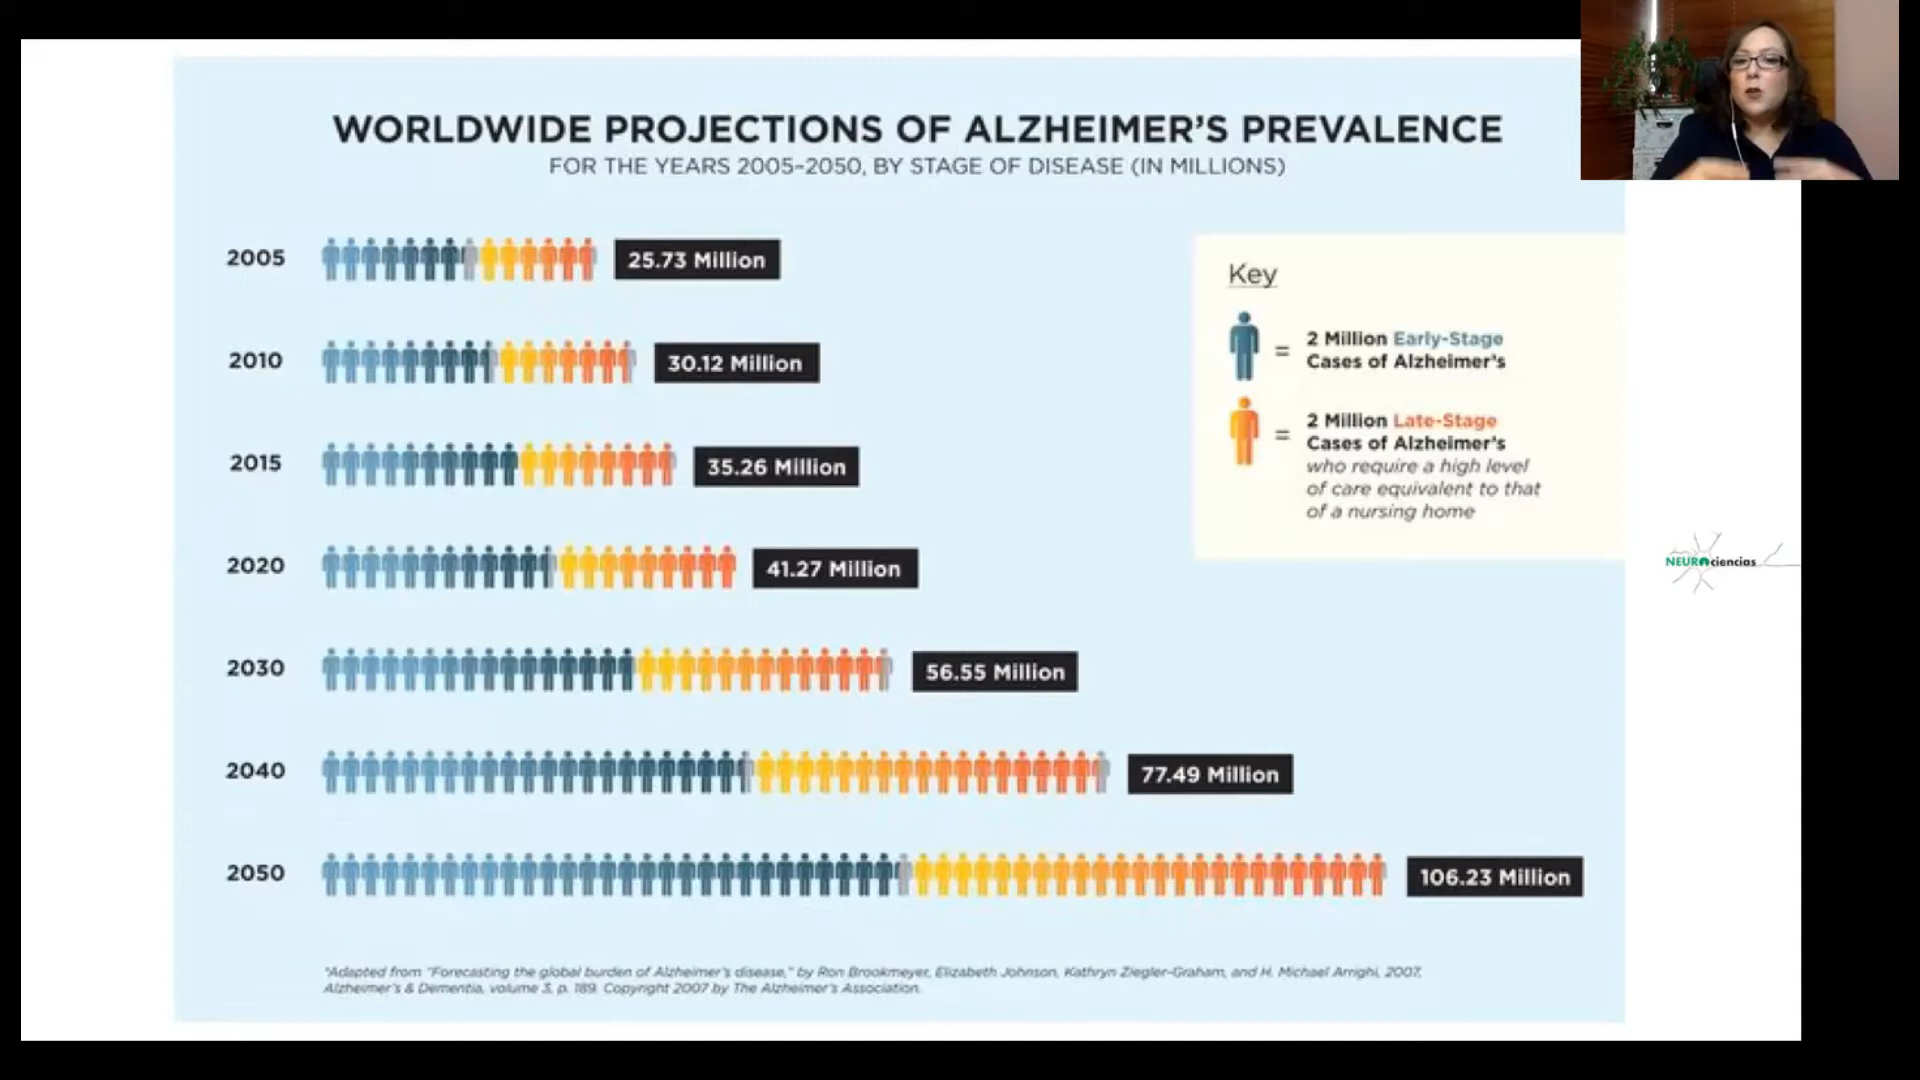 WORLDWIDE PROJECTIONS OF ALZHEIMER'S PREVALENCE
FOR THE YEARS 2005–2050, BY STAGE OF DISEASE (IN MILLIONS)
2005
25.73 Million
2010
30.12 Million
2015
35.26 Million
2020
41.27 Million
2030
56.55 Million
2040
77.49 Million
2050
106.23 Million
Key
=
2 Million Early-Stage
Cases of Alzheimer's
=
2 Million Late-Stage
Cases of Alzheimer's
who require a high level
of care equivalent to that
of a nursing home
NEUROciencias
*Adapted from "Forecasting the global burden of Alzheimer's disease," by Ron Brookmeyer, Elizabeth Johnson, Kathryn Ziegler-Graham, and H. Michael Arrighi, 2007,
Alzheimer's & Dementia, volume 3, p. 189. Copyright 2007 by The Alzheimer's Association.